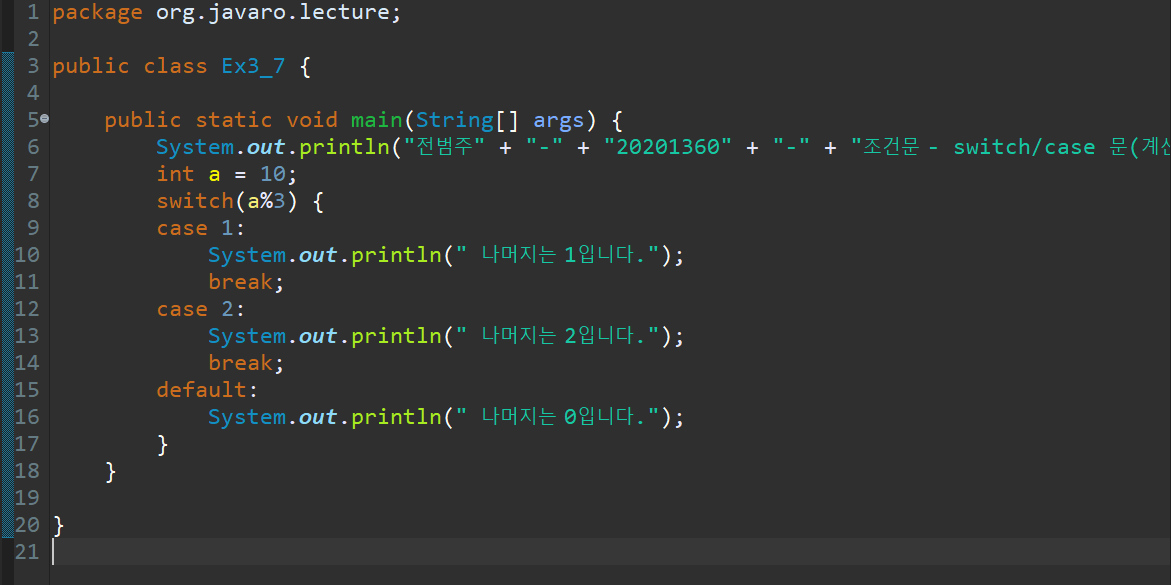 1 package org.javaro.lecture;
2
3 public class Ex3_7 {
4
5 public static void main(String[] args) {
6 System.out.println("전범주" + "-" + "20201360" + "-" + "조건문 - switch/case 문(계산
7 int a = 10;
8 switch(a%3) {
9 case 1:
10 System.out.println(" 나머지는 1입니다.");
11 break;
12 case 2:
13 System.out.println(" 나머지는 2입니다.");
14 break;
15 default:
16 System.out.println(" 나머지는 0입니다.");
17 }
18 }
19
20 }
21